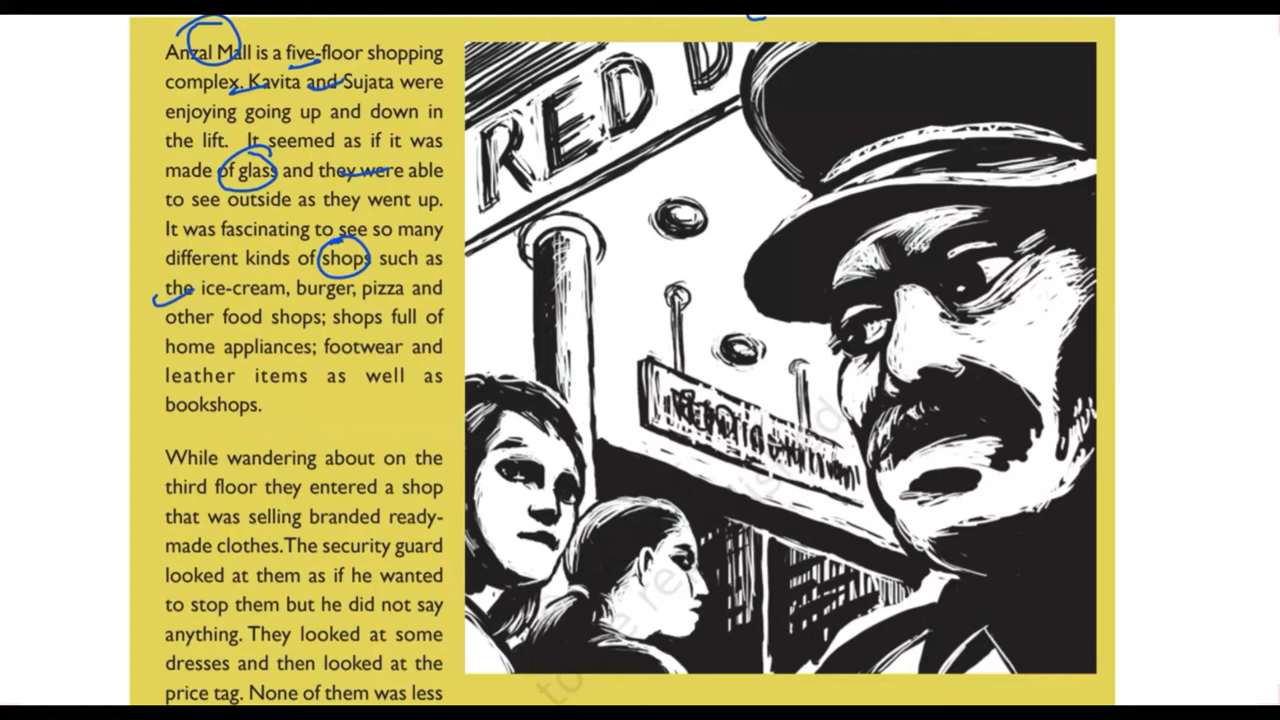 Anzal Mall is a five-floor shopping
complex. Kavita and Sujata were
enjoying going up and down in
the lift. It seemed as if it was
made of glass and they were able
to see outside as they went up.
It was fascinating to see so many
different kinds of shops such as
the ice-cream, burger, pizza and
other food shops; shops full of
home appliances; footwear and
leather items as well as
bookshops.
While wandering about on the
third floor they entered a shop
that was selling branded ready-
made clothes.The security guard
looked at them as if he wanted
to stop them but he did not say
anything. They looked at some
dresses and then looked at the
price tag. None of them was less
RED D